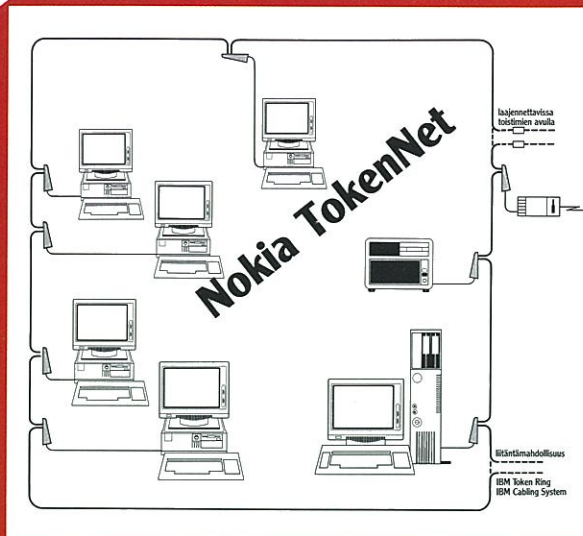 laajennettavissa
toistimien avulla
Nokia TokenNet
liitäntämahdollisuus
IBM Token Ring
IBM Cabling System